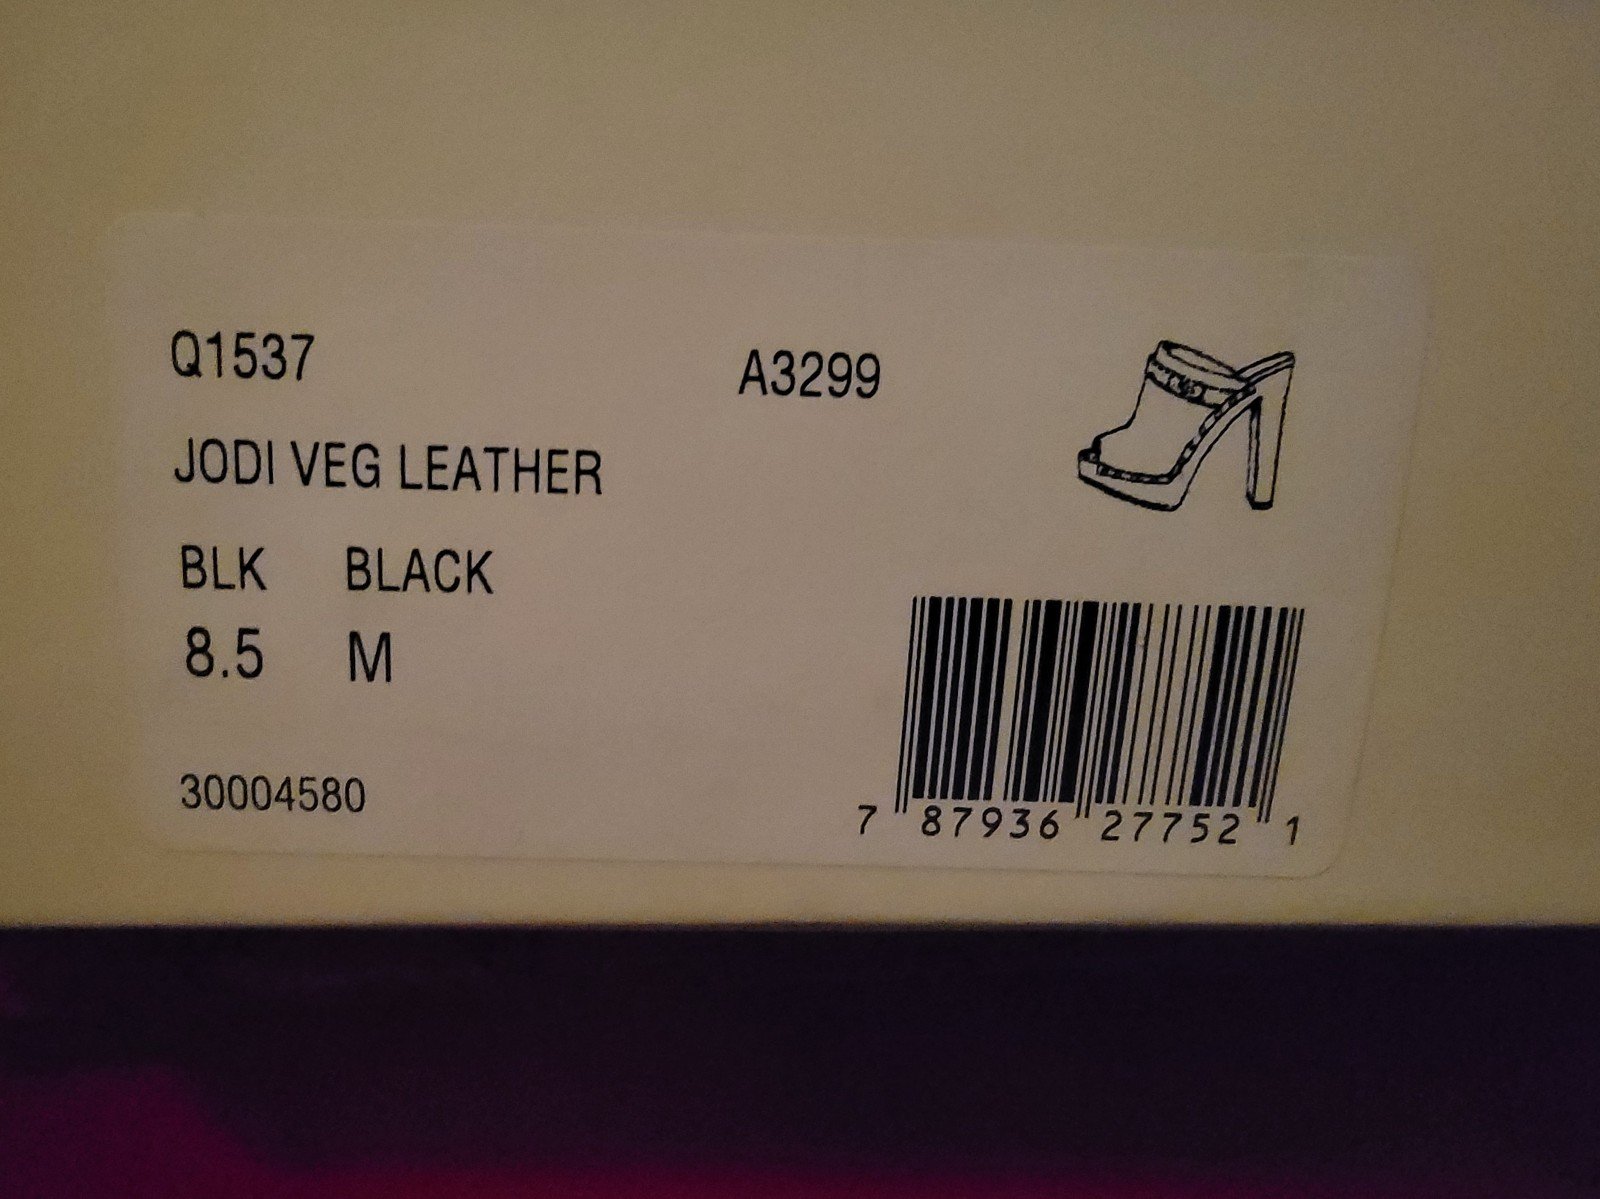 Q1537 A3299
JODI VEG LEATHER
BLK BLACK
8.5 M
30004580
7 87936 27752 1